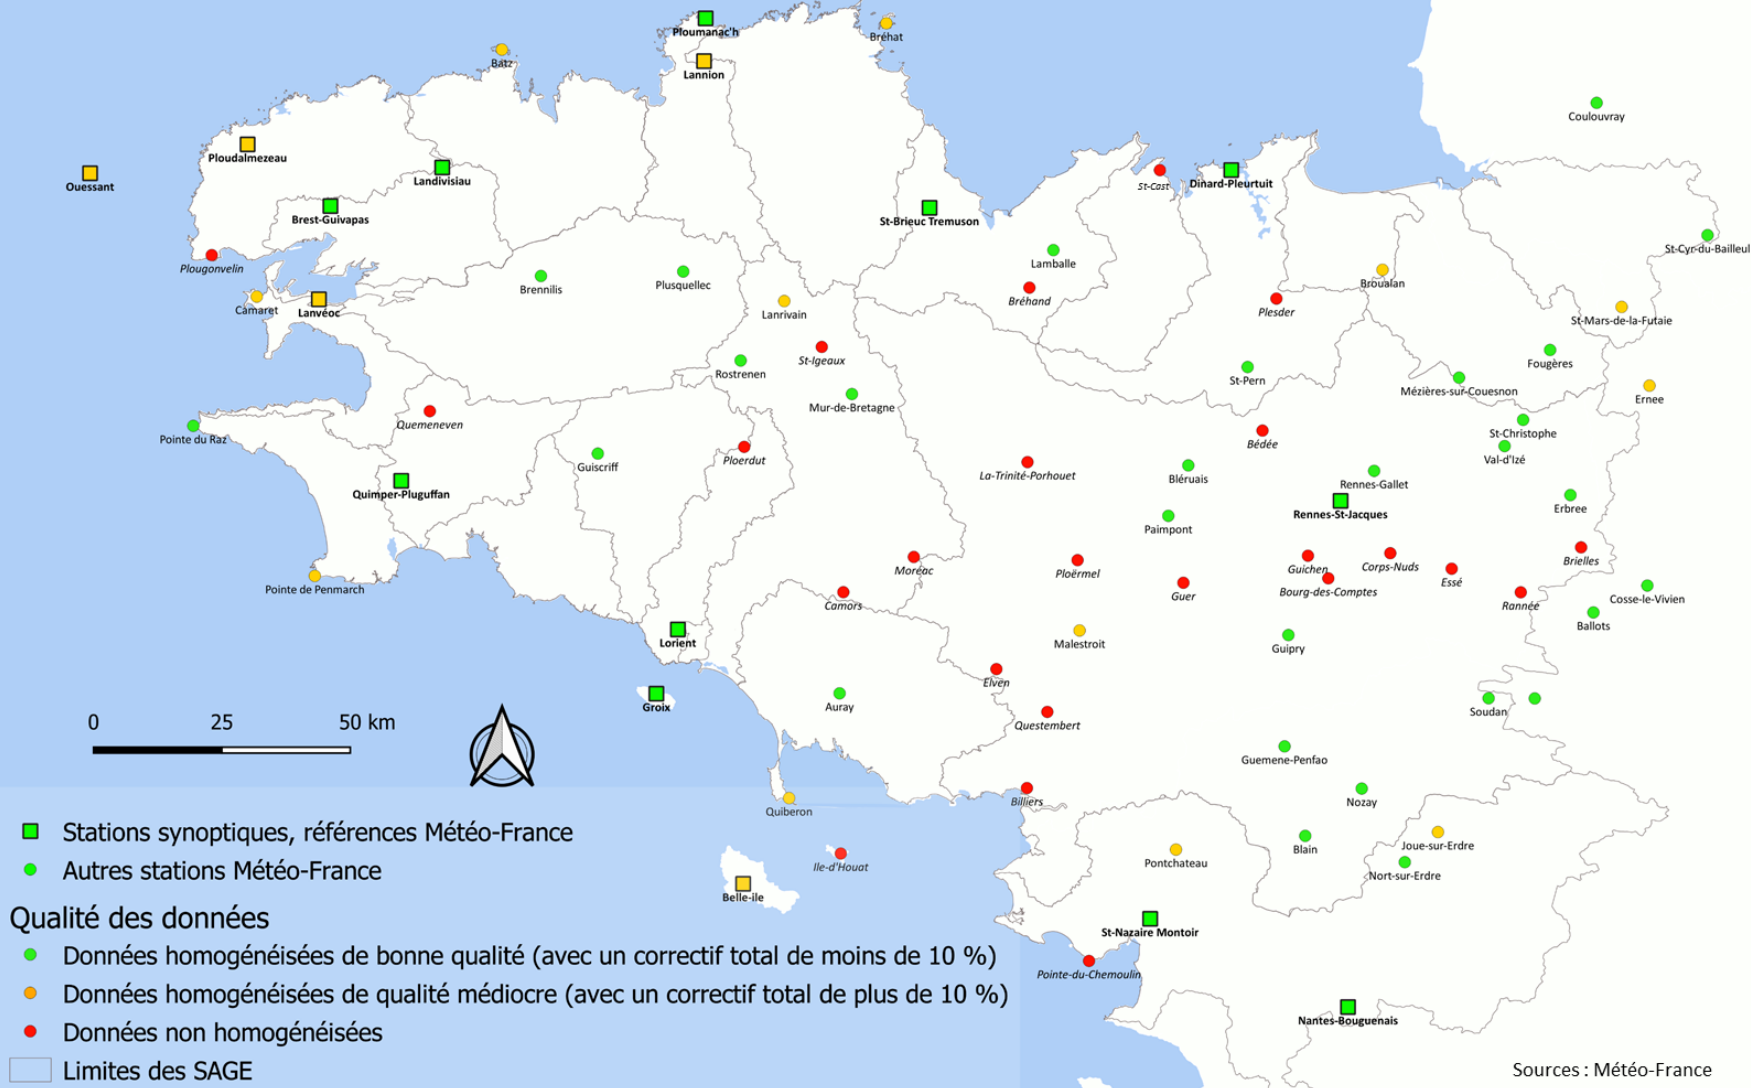 Ploumanac'h
Bréhat
Batz
Lannion
Coulouvray
Ploudalmezeau
Landivisiau
Ouessant
St-Cast
Dinard-Pleurtuit
Brest-Guivapas
St-Brieuc Tremuson
St-Cyr-du-Bailleul
Plougonvelin
Lamballe
Brennilis
Plusquellec
Broualan
Bréhand
Camaret
Lanvéoc
Lanrivain
Plesder
St-Mars-de-la-Futaie
St-Igeaux
Fougères
Rostrenen
St-Pern
Mézières-sur-Couesnon
Ernee
Mur-de-Bretagne
Quemeneven
Pointe du Raz
St-Christophe
Bédée
Guiscriff
Ploerdut
Val-d'Izé
La-Trinité-Porhouet
Bléruais
Rennes-Gallet
Quimper-Pluguffan
Erbree
Rennes-St-Jacques
Paimpont
Moréac
Ploërmel
Guichen
Corps-Nuds
Brielles
Pointe de Penmarch
Essé
Camors
Guer
Bourg-des-Comptes
Rannée
Cosse-le-Vivien
Ballots
Lorient
Malestroit
Guipry
Elven
Groix
Auray
Soudan
0 25 50 km
Questembert
Guemene-Penfao
Quiberon
Billiers
Nozay
Stations synoptiques, références Météo-France
Joue-sur-Erdre
Blain
Ile-d'Houat
Pontchateau
Autres stations Météo-France
Nort-sur-Erdre
Belle-ile
Qualité des données
St-Nazaire Montoir
Données homogénéisées de bonne qualité (avec un correctif total de moins de 10 %)
Pointe-du-Chemoulin
Données homogénéisées de qualité médiocre (avec un correctif total de plus de 10 %)
Nantes-Bouguenais
Données non homogénéisées
Limites des SAGE
Sources : Météo-France